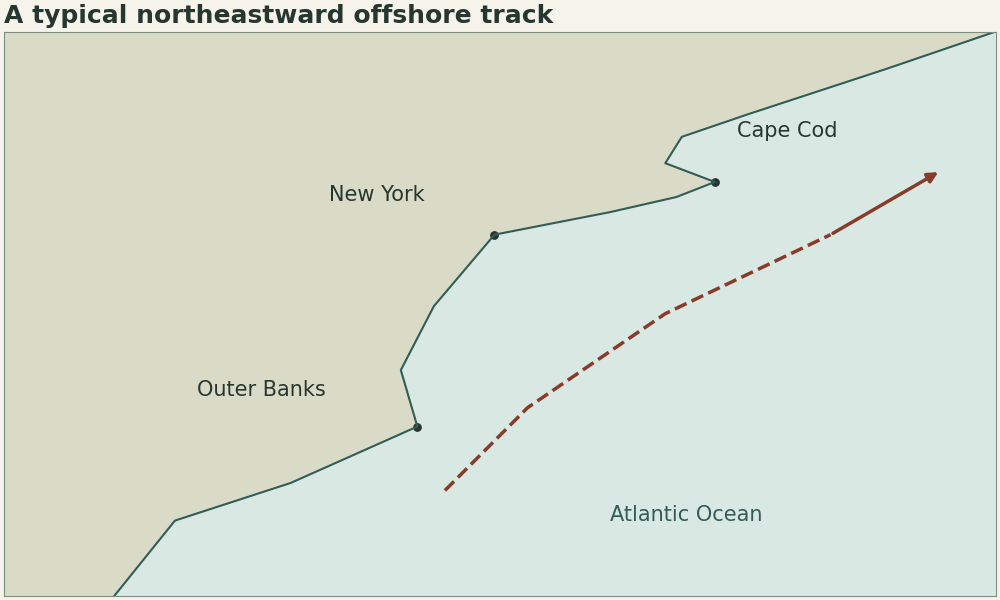 A typical northeastward offshore track
Cape Cod
New York
Outer Banks
Atlantic Ocean